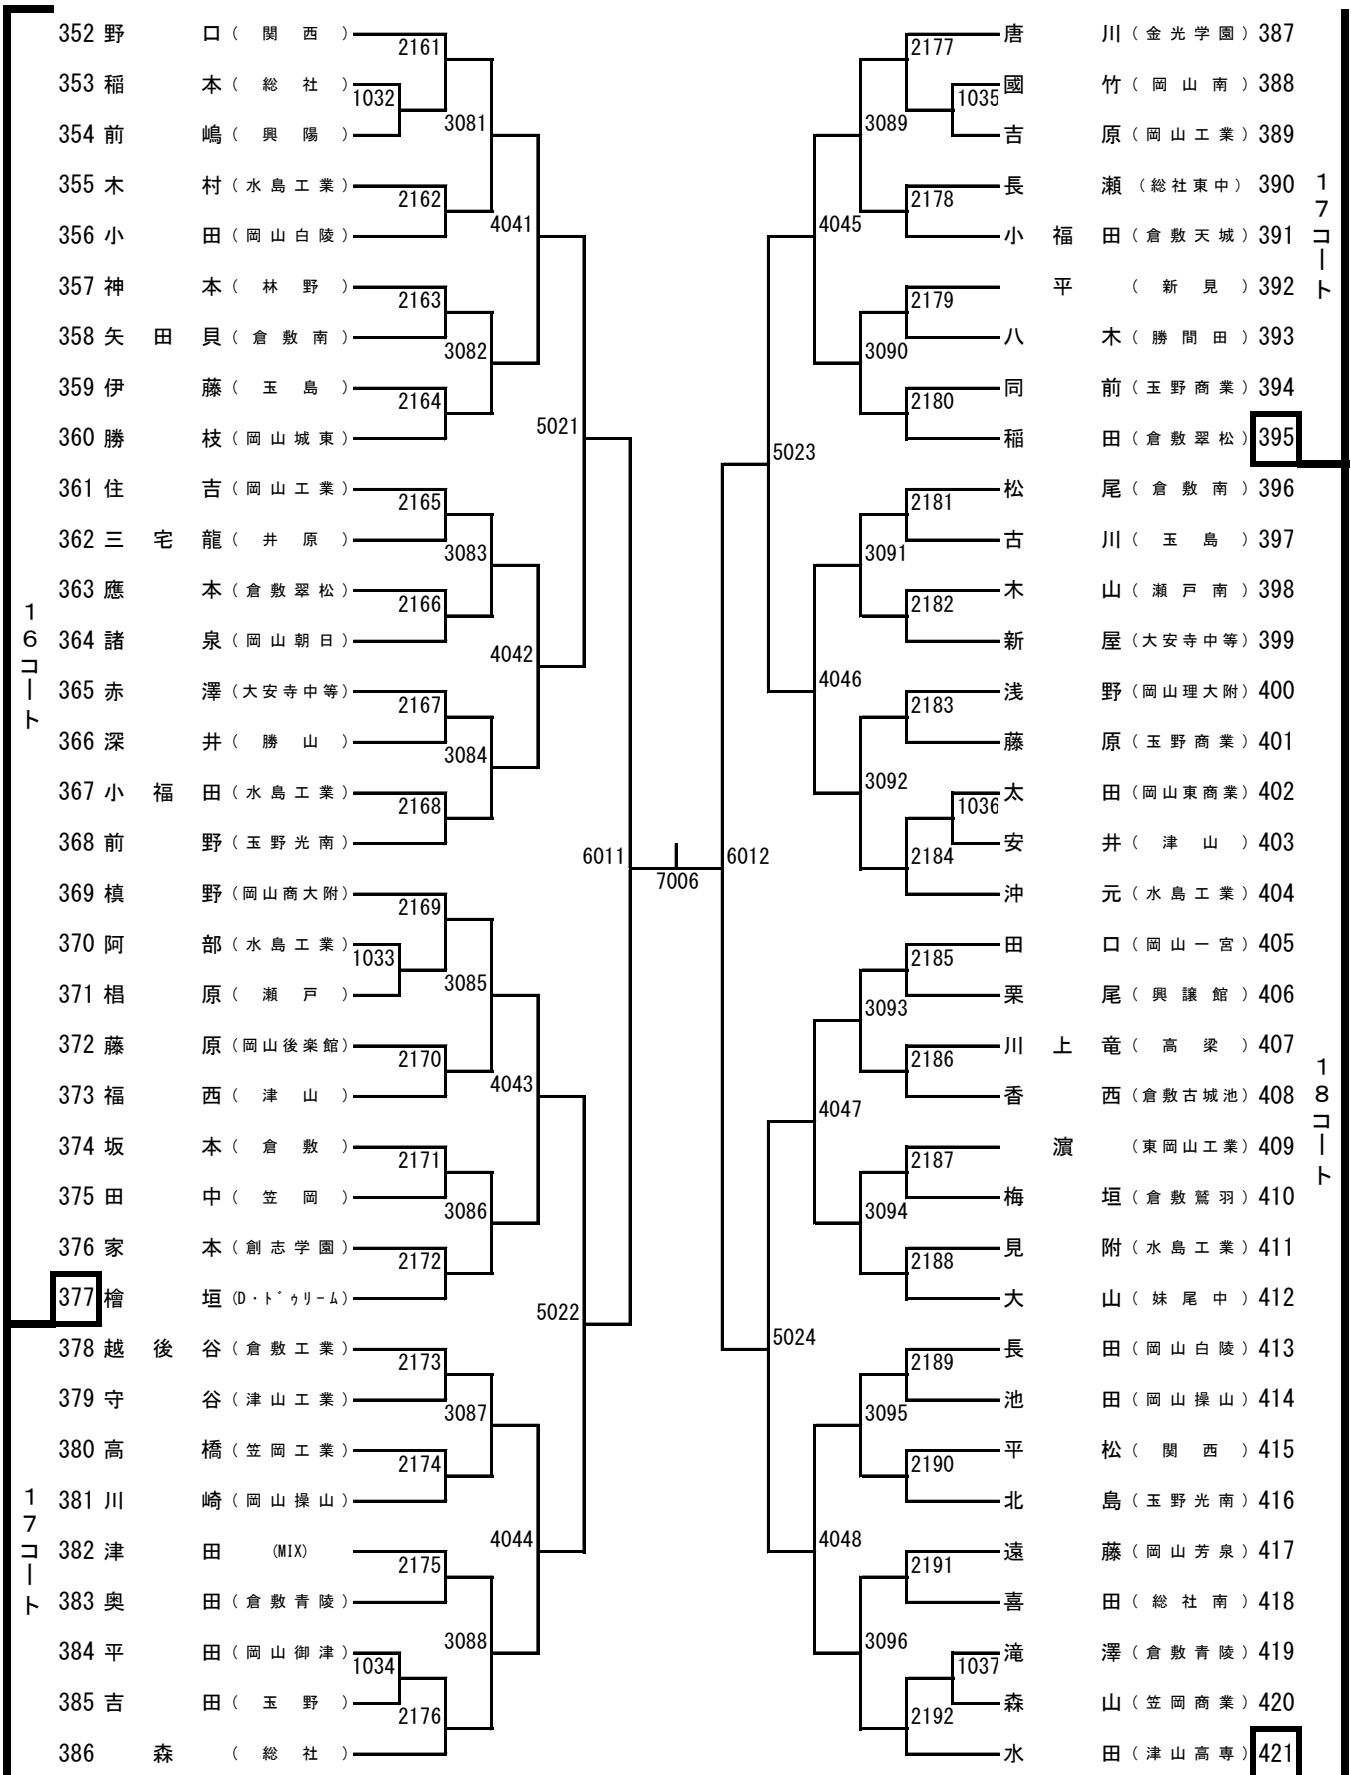 352 野口（関西）
2161
353 稲本（総社）
1032
354 前嶋（興陽）
3081
355 木村（水島工業）
2162
356 小田（岡山白陵）
4041
357 神本（林野）
2163
358 矢田貝（倉敷南）
3082
359 伊藤（玉島）
2164
360 勝枝（岡山城東）
5021
361 住吉（岡山工業）
2165
362 三宅龍（井原）
3083
363 應本（倉敷翠松）
2166
364 諸泉（岡山朝日）
4042
365 赤澤（大安寺中等）
2167
366 深井（勝山）
3084
367 小福田（水島工業）
2168
368 前野（玉野光南）
6011
369 槙野（岡山商大附）
2169
370 阿部（水島工業）
1033
371 椙原（瀬戸）
3085
372 藤原（岡山後楽館）
2170
373 福西（津山）
4043
374 坂本（倉敷）
2171
375 田中（笠岡）
3086
376 家本（創志学園）
2172
377 檜垣（D・ﾄﾞｩﾘｰﾑ）
5022
378 越後谷（倉敷工業）
2173
379 守谷（津山工業）
3087
380 高橋（笠岡工業）
2174
381 川崎（岡山操山）
4044
382 津田 (MIX)
2175
383 奥田（倉敷青陵）
3088
384 平田（岡山御津）
1034
385 吉田（玉野）
2176
386 森（総社）
16コート
17コート
7006
唐川（金光学園）387
2177
國竹（岡山南）388
1035
吉原（岡山工業）389
3089
長瀬（総社東中）390
2178
小福田（倉敷天城）391
4045
平（新見）392
2179
八木（勝間田）393
3090
同前（玉野商業）394
2180
稲田（倉敷翠松）395
5023
松尾（倉敷南）396
2181
古川（玉島）397
3091
木山（瀬戸南）398
2182
新屋（大安寺中等）399
4046
浅野（岡山理大附）400
2183
藤原（玉野商業）401
3092
太田（岡山東商業）402
1036
安井（津山）403
2184
6012
沖元（水島工業）404
田口（岡山一宮）405
2185
栗尾（興譲館）406
3093
川上竜（高梁）407
2186
香西（倉敷古城池）408
4047
濵（東岡山工業）409
2187
梅垣（倉敷鷲羽）410
3094
見附（水島工業）411
2188
大山（妹尾中）412
5024
長田（岡山白陵）413
2189
池田（岡山操山）414
3095
平松（関西）415
2190
北島（玉野光南）416
4048
遠藤（岡山芳泉）417
2191
喜田（総社南）418
3096
滝澤（倉敷青陵）419
1037
森山（笠岡商業）420
2192
水田（津山高専）421
17コート
18コート